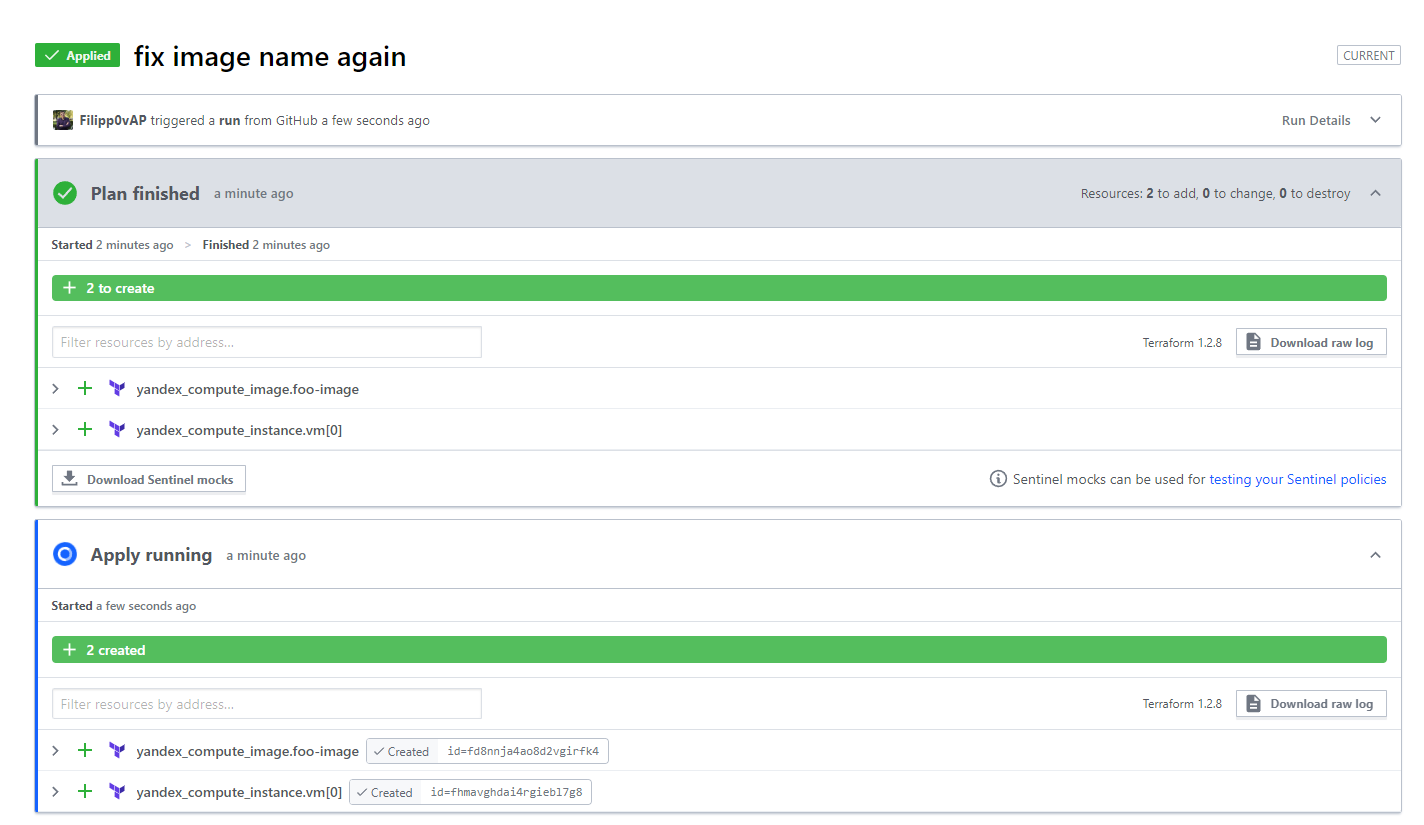 Applied fix image name again CURRENT
Filipp0vAP triggered a run from GitHub a few seconds ago Run Details
Plan finished a minute ago Resources: 2 to add, 0 to change, 0 to destroy
Started 2 minutes ago > Finished 2 minutes ago
2 to create
Filter resources by address... Terraform 1.2.8 Download raw log
yandex_compute_image.foo-image
yandex_compute_instance.vm[0]
Download Sentinel mocks Sentinel mocks can be used for testing your Sentinel policies
Apply running a minute ago
Started a few seconds ago
2 created
Filter resources by address... Terraform 1.2.8 Download raw log
yandex_compute_image.foo-image Created id=fd8nnja4ao8d2vgirfk4
yandex_compute_instance.vm[0] Created id=fhmavghdai4rgiebl7g8